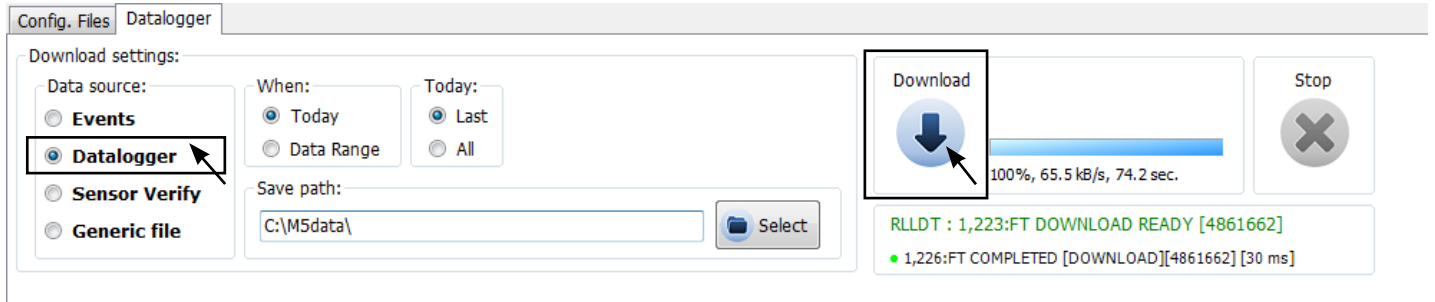 Config. Files
Datalogger
Download settings:
Data source:
Events
Datalogger
Sensor Verify
Generic file
When:
Today
Data Range
Today:
Last
All
Save path:
C:\M5data\
Select
Download
100%, 65.5 kB/s, 74.2 sec.
Stop
RLLDT : 1,223:FT DOWNLOAD READY [4861662]
1,226:FT COMPLETED [DOWNLOAD][4861662] [30 ms]